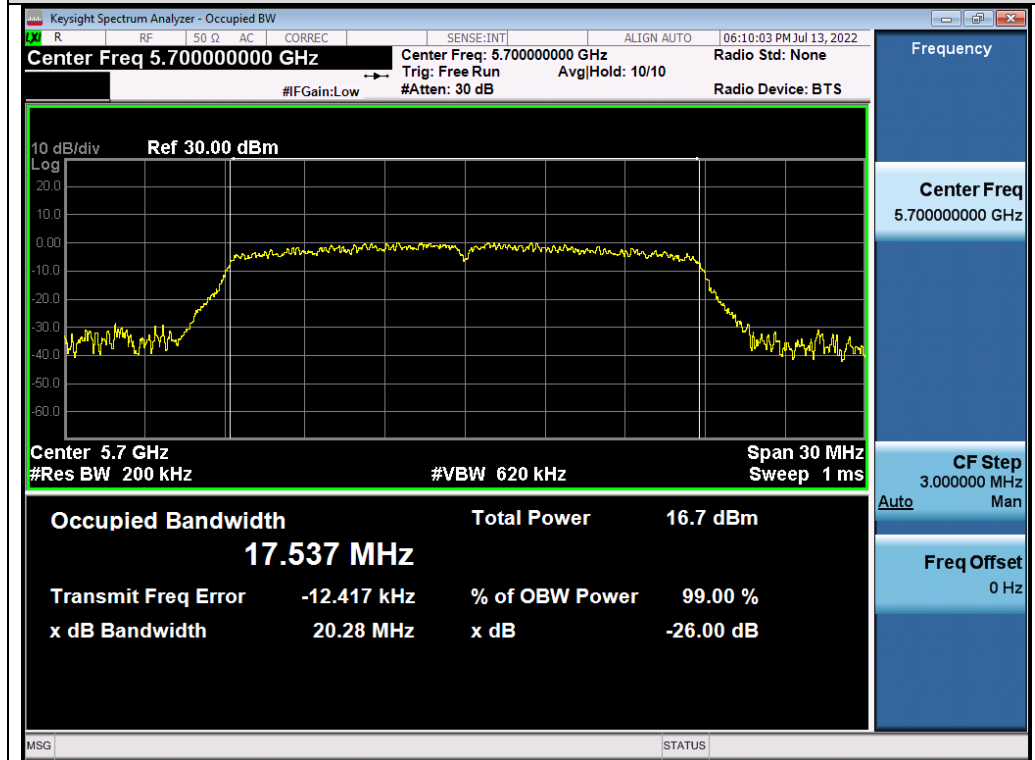 Keysight Spectrum Analyzer - Occupied BW
LXI R RF 50 Ω AC CORREC SENSE:INT ALIGN AUTO 06:10:03 PM Jul 13, 2022
Center Freq 5.700000000 GHz
Center Freq: 5.700000000 GHz Radio Std: None
Trig: Free Run Avg|Hold: 10/10
#IFGain:Low #Atten: 30 dB Radio Device: BTS
10 dB/div Ref 30.00 dBm
Log
20.0
10.0
0.00
-10.0
-20.0
-30.0
-40.0
-50.0
-60.0
Center 5.7 GHz Span 30 MHz
#Res BW 200 kHz #VBW 620 kHz Sweep 1 ms
Occupied Bandwidth Total Power 16.7 dBm
17.537 MHz
Transmit Freq Error -12.417 kHz % of OBW Power 99.00 %
x dB Bandwidth 20.28 MHz x dB -26.00 dB
MSG STATUS
Frequency
Center Freq
5.700000000 GHz
CF Step
3.000000 MHz
Auto Man
Freq Offset
0 Hz